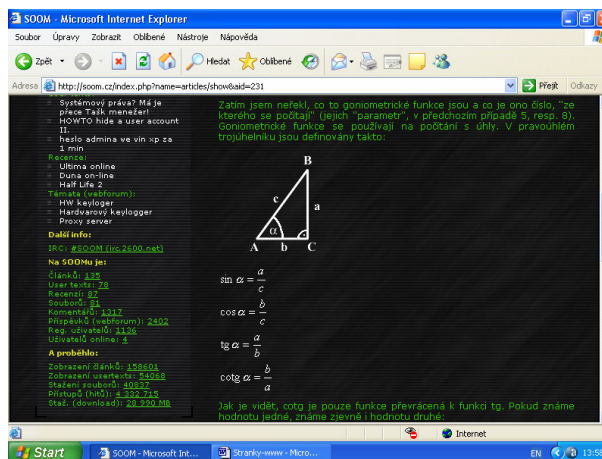 SOOM - Microsoft Internet Explorer
Soubor Úpravy Zobrazit Oblíbené Nástroje Nápověda
Zpět Hledat Oblíbené
Adresa http://soom.cz/index.php?name=articles/show&aid=231 Přejít Odkazy
Systémový práva? Má je
přece Tašk menežer!
HOWTO hide a user account
II.
heslo admina ve vin xp za
1 min
Recenze:
Ultima online
Duna on-line
Half Life 2
Témata (webforum):
HW keyloger
Hardvarový keylogger
Proxy server
Další info:
IRC: #SOOM (irc.2600.net)
Na SOOMu je:
Článků: 135
User texts: 78
Recenzí: 87
Souborů: 81
Komentářů: 1317
Příspěvků (webforum): 2402
Reg. uživatelů: 1136
Uživatelů online: 4
A proběhlo:
Zobrazení článků: 158601
Zobrazení usertexts: 54068
Stažení souborů: 40837
Přístupů (hitů): 4 332 715
Staž. (download): 28 990 MB
Zatím jsem neřekl, co to goniometrické funkce jsou a co je ono číslo, "ze
kterého se počítají" (jejich "parametr", v předchozím případě 5, resp. 8).
Goniometrické funkce se používají na počítání s úhly. V pravoúhlém
trojúhelníku jsou definovány takto:
B
c
a
α
A b C
sin α = a/c
cos α = b/c
tg α = a/b
cotg α = b/a
Jak je vidět, cotg je pouze funkce převrácená k funkci tg. Pokud známe
hodnotu jedné, známe zjevně i hodnotu druhé:
Internet
Start SOOM - Microsoft Int... Stranky-www - Micro... EN 13:58